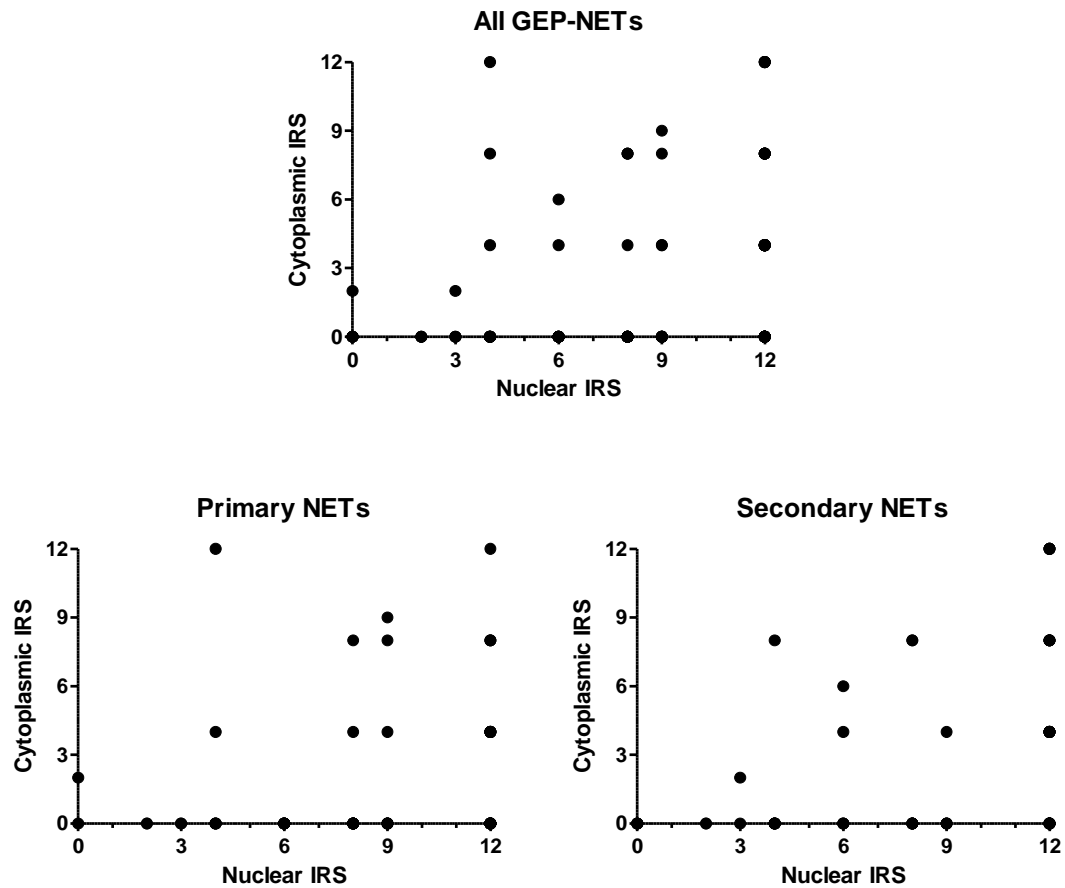 All GEP-NETs
12
9
6
3
0
Cytoplasmic IRS
0 3 6 9 12
Nuclear IRS
Primary NETs
12
9
6
3
0
Cytoplasmic IRS
0 3 6 9 12
Nuclear IRS
Secondary NETs
12
9
6
3
0
Cytoplasmic IRS
0 3 6 9 12
Nuclear IRS